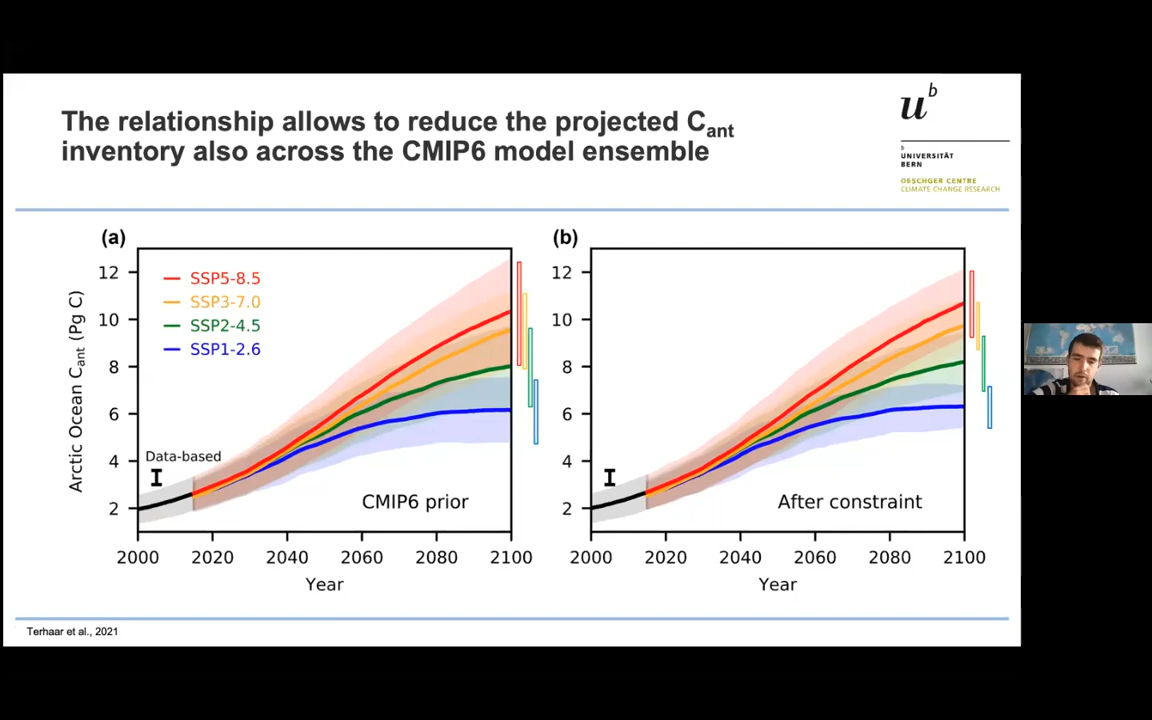 The relationship allows to reduce the projected Cant
inventory also across the CMIP6 model ensemble
u^b
b
UNIVERSITÄT
BERN
OESCHGER CENTRE
CLIMATE CHANGE RESEARCH
(a)
Arctic Ocean Cant (Pg C)
12
10
8
6
4
2
SSP5-8.5
SSP3-7.0
SSP2-4.5
SSP1-2.6
Data-based
CMIP6 prior
2000 2020 2040 2060 2080 2100
Year
(b)
12
10
8
6
4
2
After constraint
2000 2020 2040 2060 2080 2100
Year
Terhaar et al., 2021